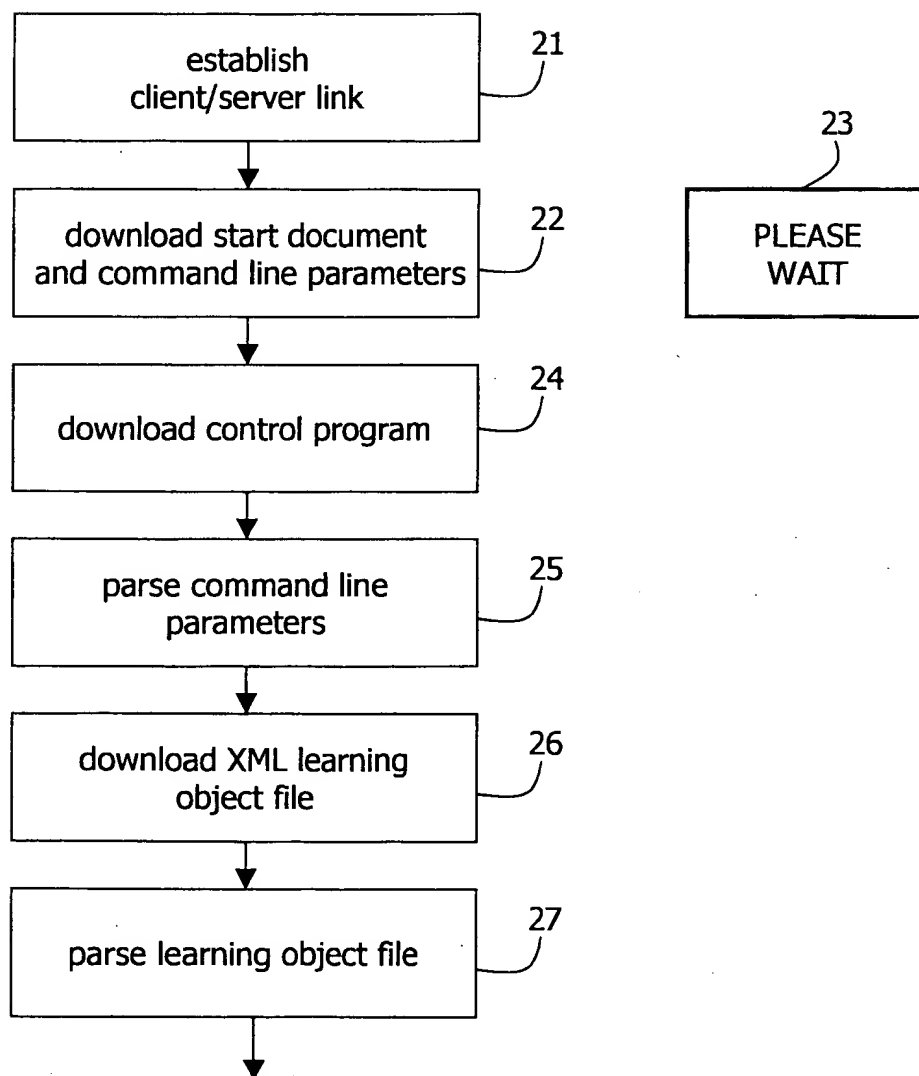 establish
client/server link
21
download start document
and command line parameters
22
23
PLEASE
WAIT
download control program
24
parse command line
parameters
25
download XML learning
object file
26
parse learning object file
27